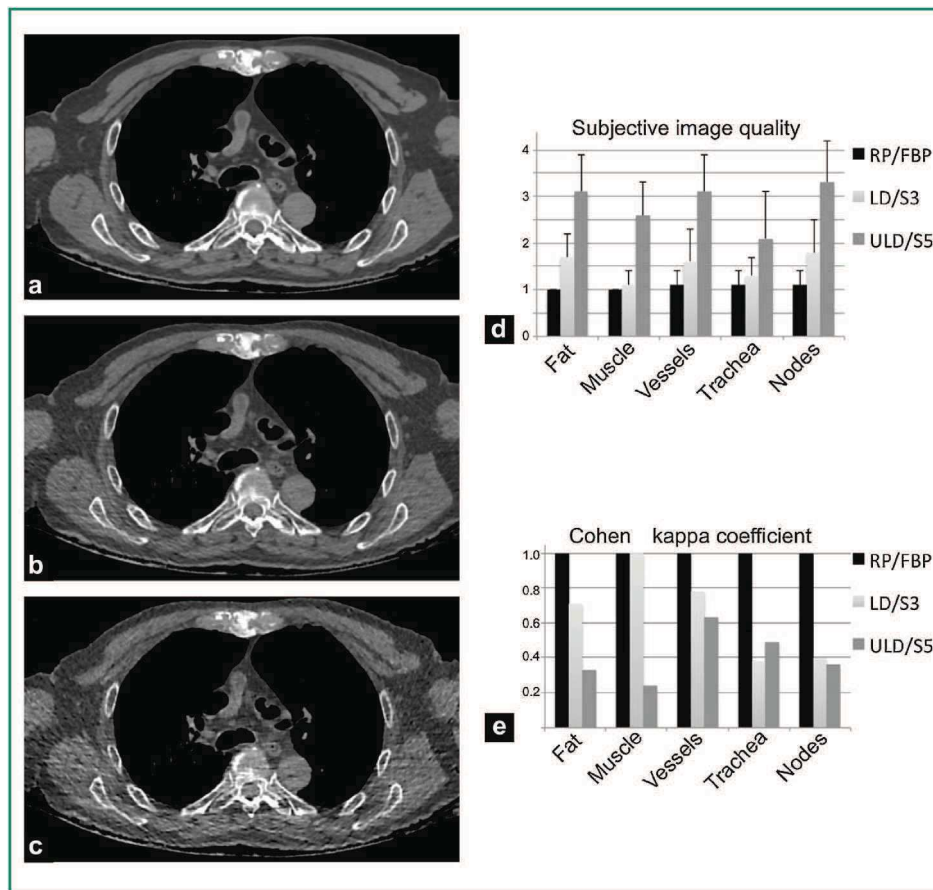 a
b
c
Subjective image quality
4
3
2
1
0
Fat
Muscle
Vessels
Trachea
Nodes
RP/FBP
LD/S3
ULD/S5
d
Cohen kappa coefficient
1.0
0.8
0.6
0.4
0.2
Fat
Muscle
Vessels
Trachea
Nodes
RP/FBP
LD/S3
ULD/S5
e